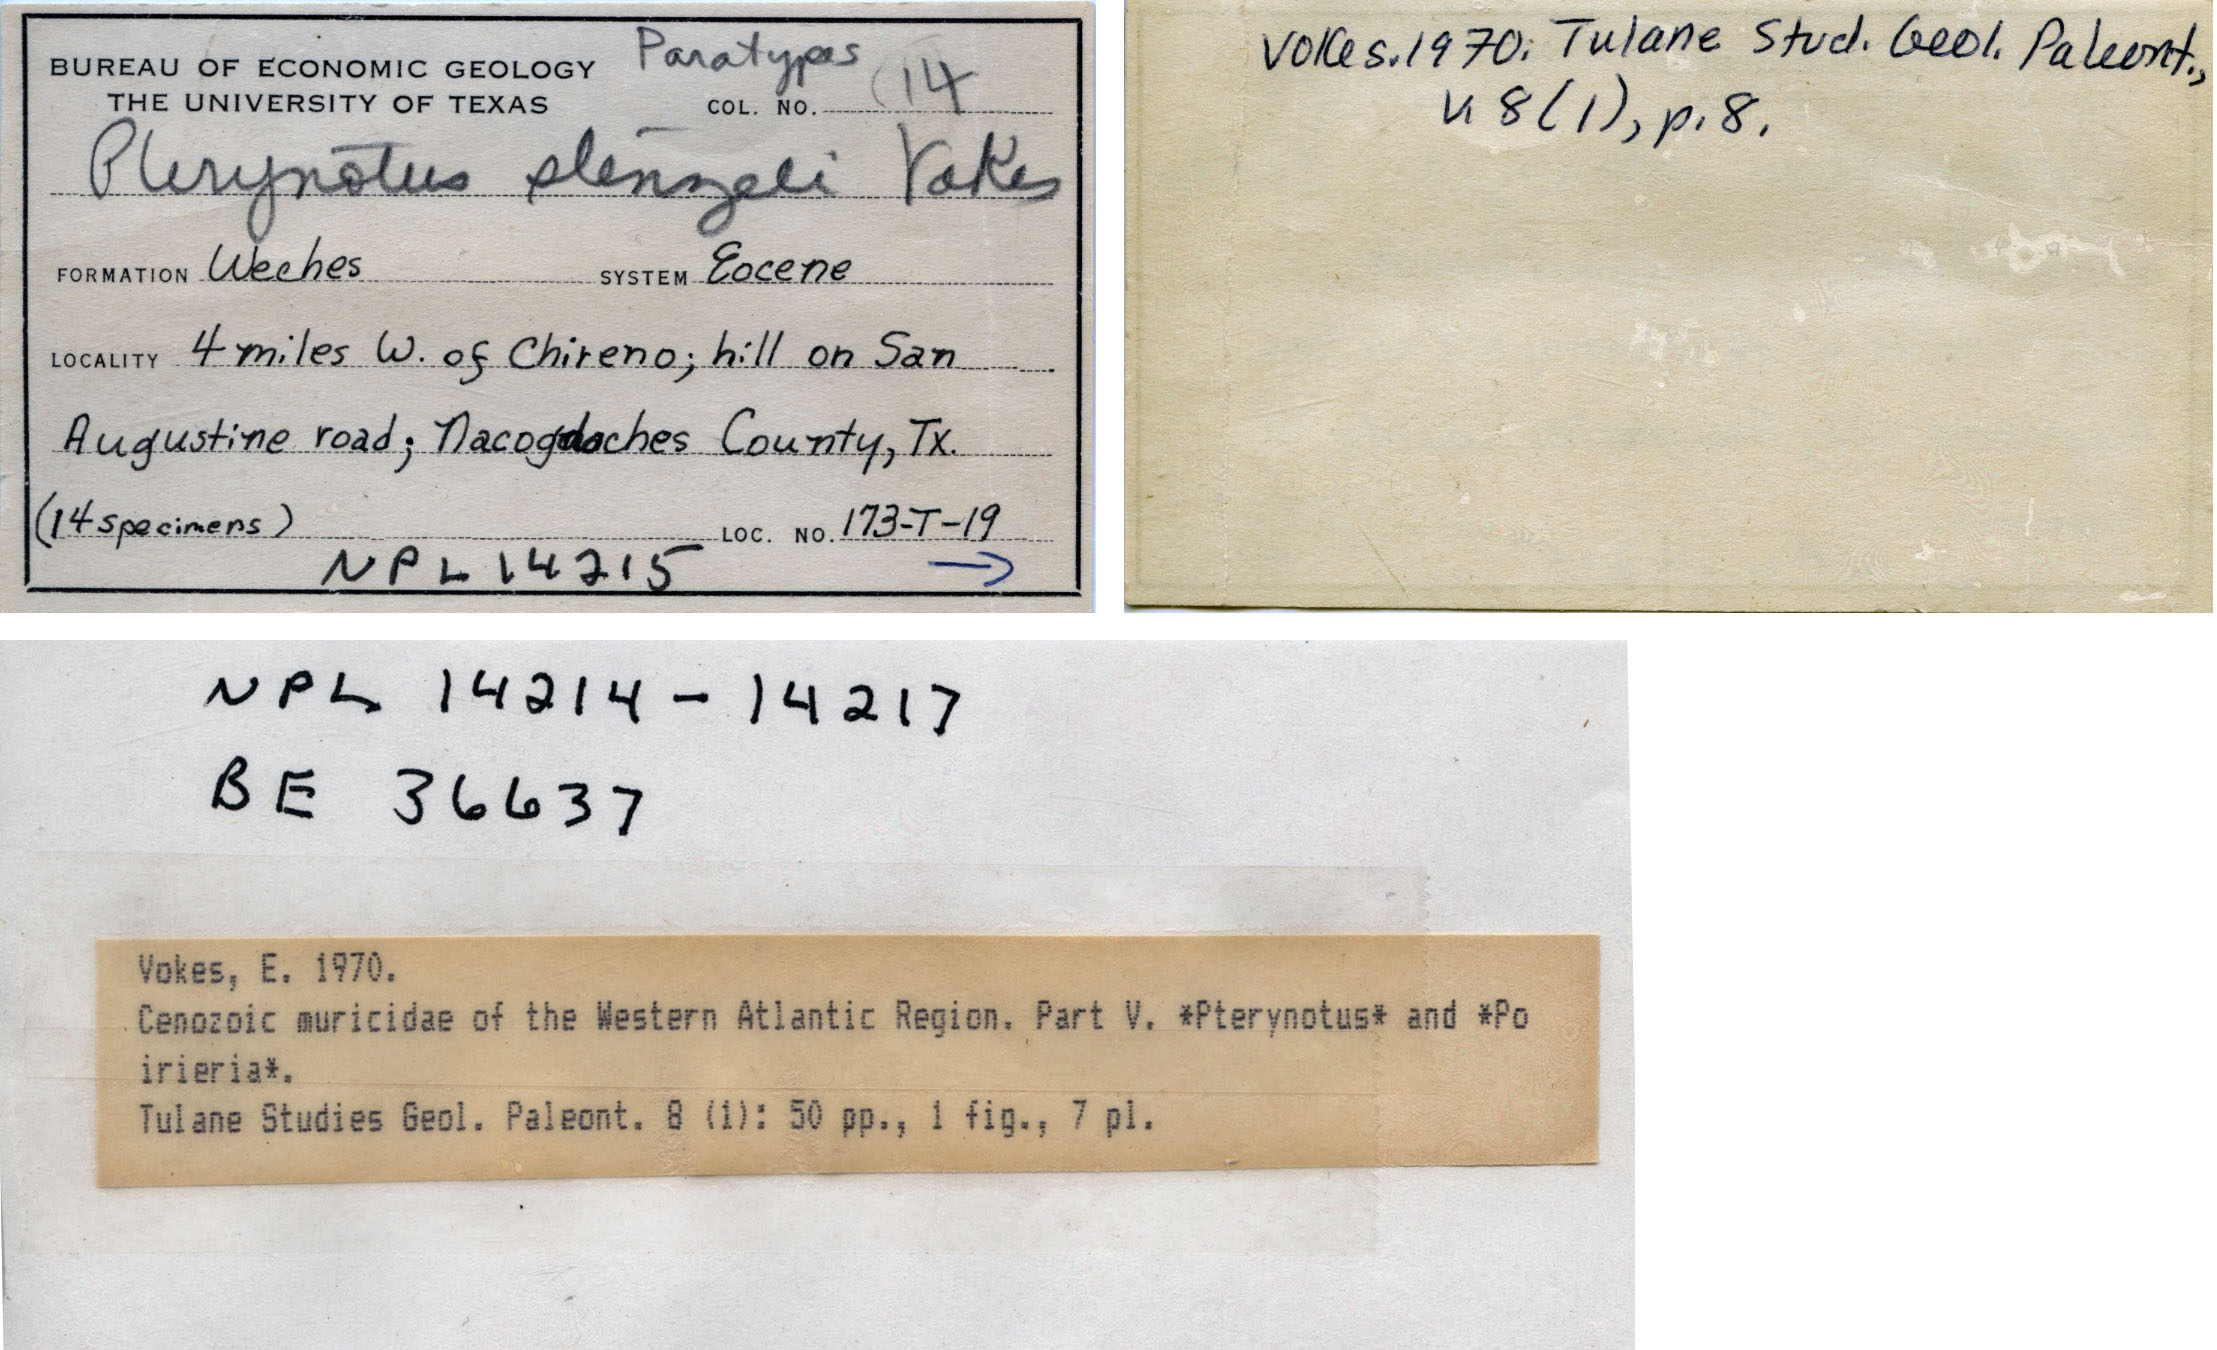 BUREAU OF ECONOMIC GEOLOGY
THE UNIVERSITY OF TEXAS
Paratypes
COL. NO. (14
Pterynotus stenzeli Vokes
FORMATION Weches SYSTEM Eocene
LOCALITY 4 miles W. of Chireno; hill on San
Augustine road; Nacogdoches County, Tx.
(14 specimens) LOC. NO. 173-T-19
NPL 14215 →
Vokes.1970. Tulane Stud. Geol. Paleont.,
v. 8(1), p. 8.
NPL 14214-14217
BE 36637
Vokes, E. 1970.
Cenozoic muricidae of the Western Atlantic Region. Part V. *Pterynotus* and *Po
irieria*.
Tulane Studies Geol. Paleont. 8 (1): 50 pp., 1 fig., 7 pl.